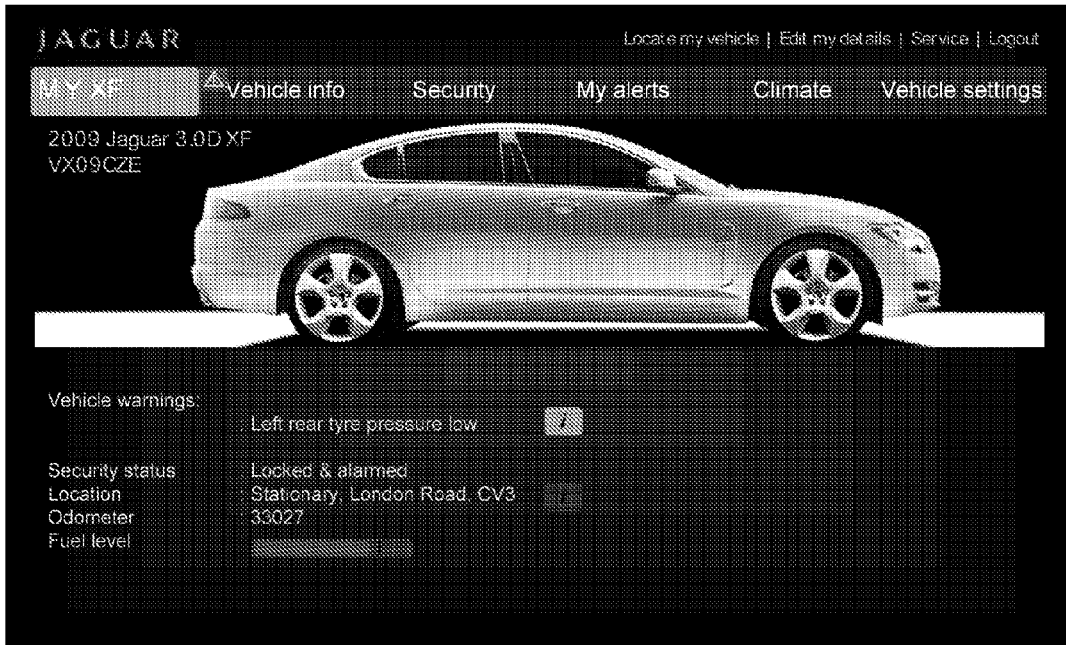 JAGUAR
Locate my vehicle | Edit my details | Service | Logout
MY XF Vehicle info Security My alerts Climate Vehicle settings
2009 Jaguar 3.0D XF
VX09CZE
Vehicle warnings:
: Left rear tyre pressure low i
Security status : Locked & alarmed
Location : Stationary, London Road, CV3
Odometer : 33027
Fuel level